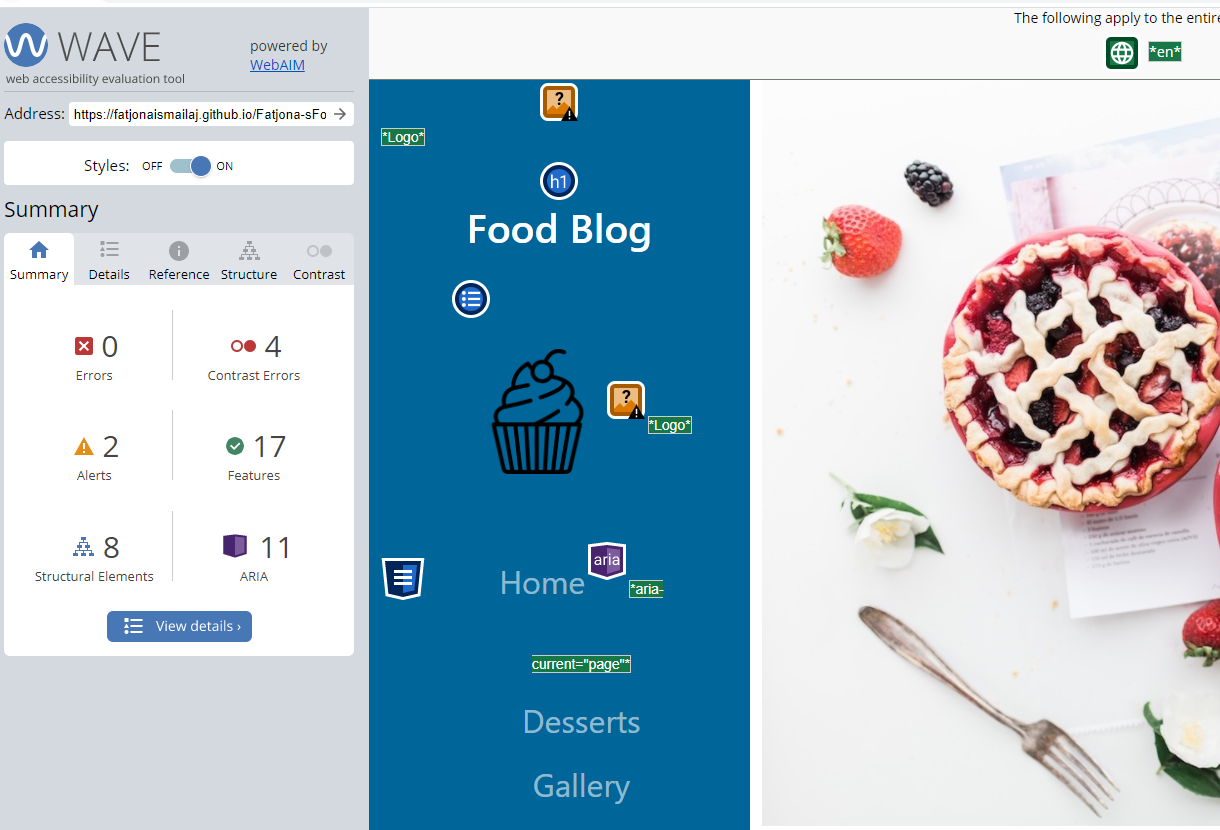 The following apply to the entire
*en*
WAVE
web accessibility evaluation tool
powered by
WebAIM
Address:
https://fatjonaismailaj.github.io/Fatjona-sFo
Styles: OFF ON
Summary
Summary Details Reference Structure Contrast
0
Errors
4
Contrast Errors
2
Alerts
17
Features
8
Structural Elements
11
ARIA
View details ›
*Logo*
h1
Food Blog
*Logo*
Home
aria
*aria-
current="page"*
Desserts
Gallery